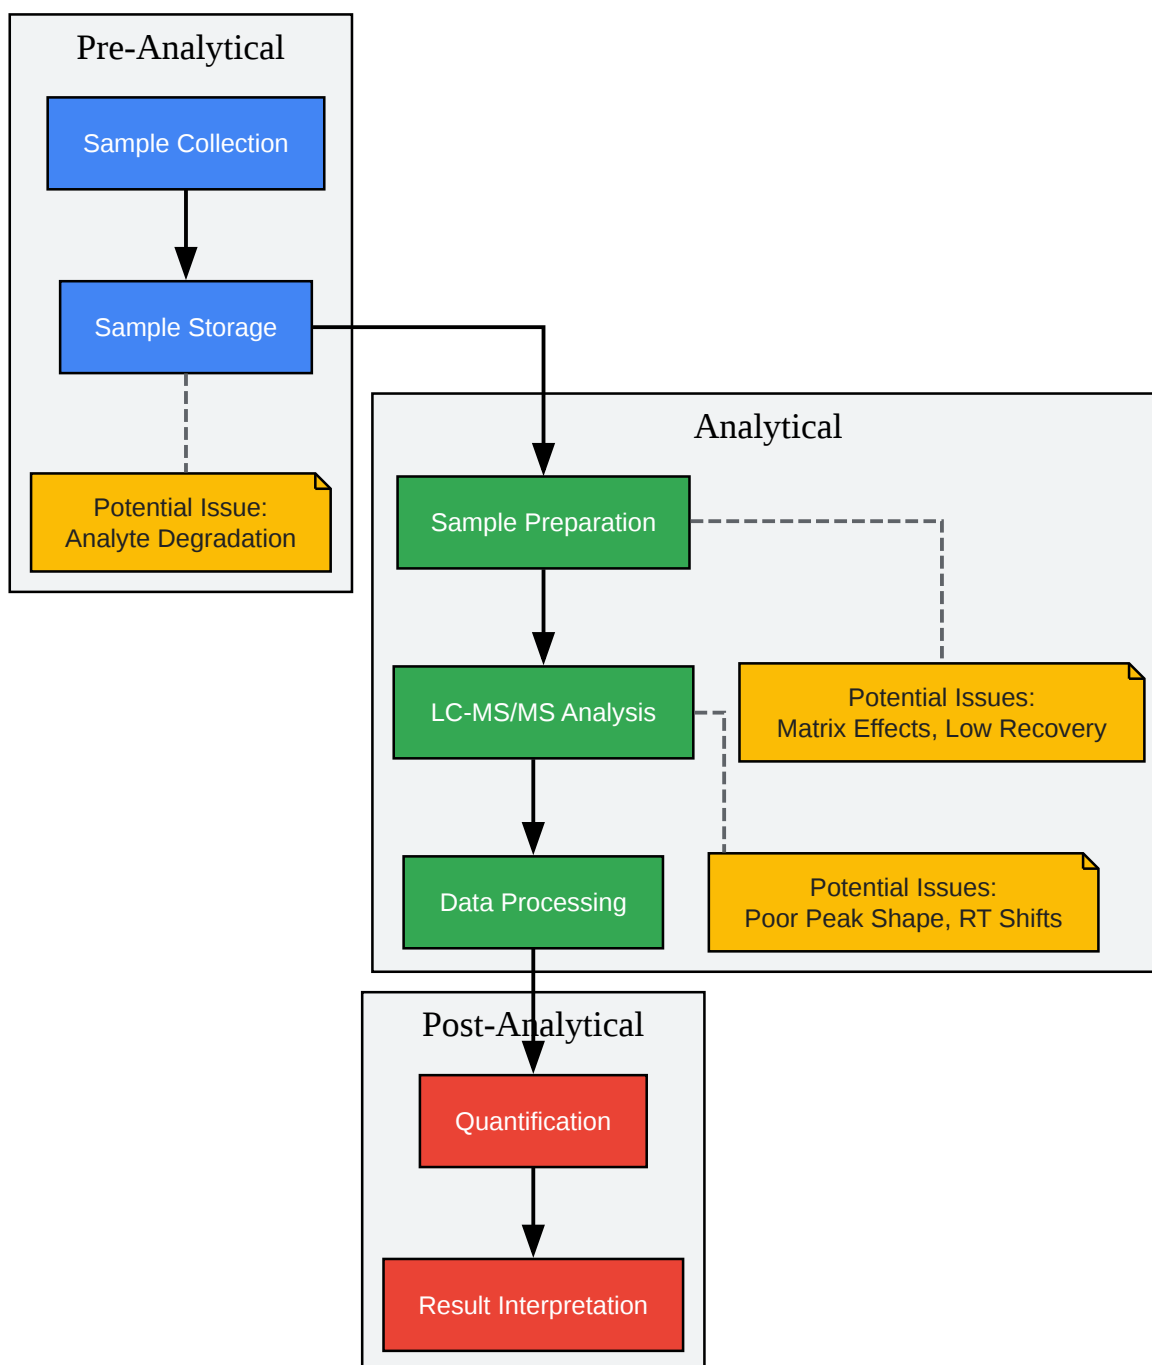 Pre-Analytical
Sample Collection
Sample Storage
Potential Issue:
Analyte Degradation
Analytical
Sample Preparation
LC-MS/MS Analysis
Potential Issues:
Matrix Effects, Low Recovery
Data Processing
Potential Issues:
Poor Peak Shape, RT Shifts
Post-Analytical
Quantification
Result Interpretation